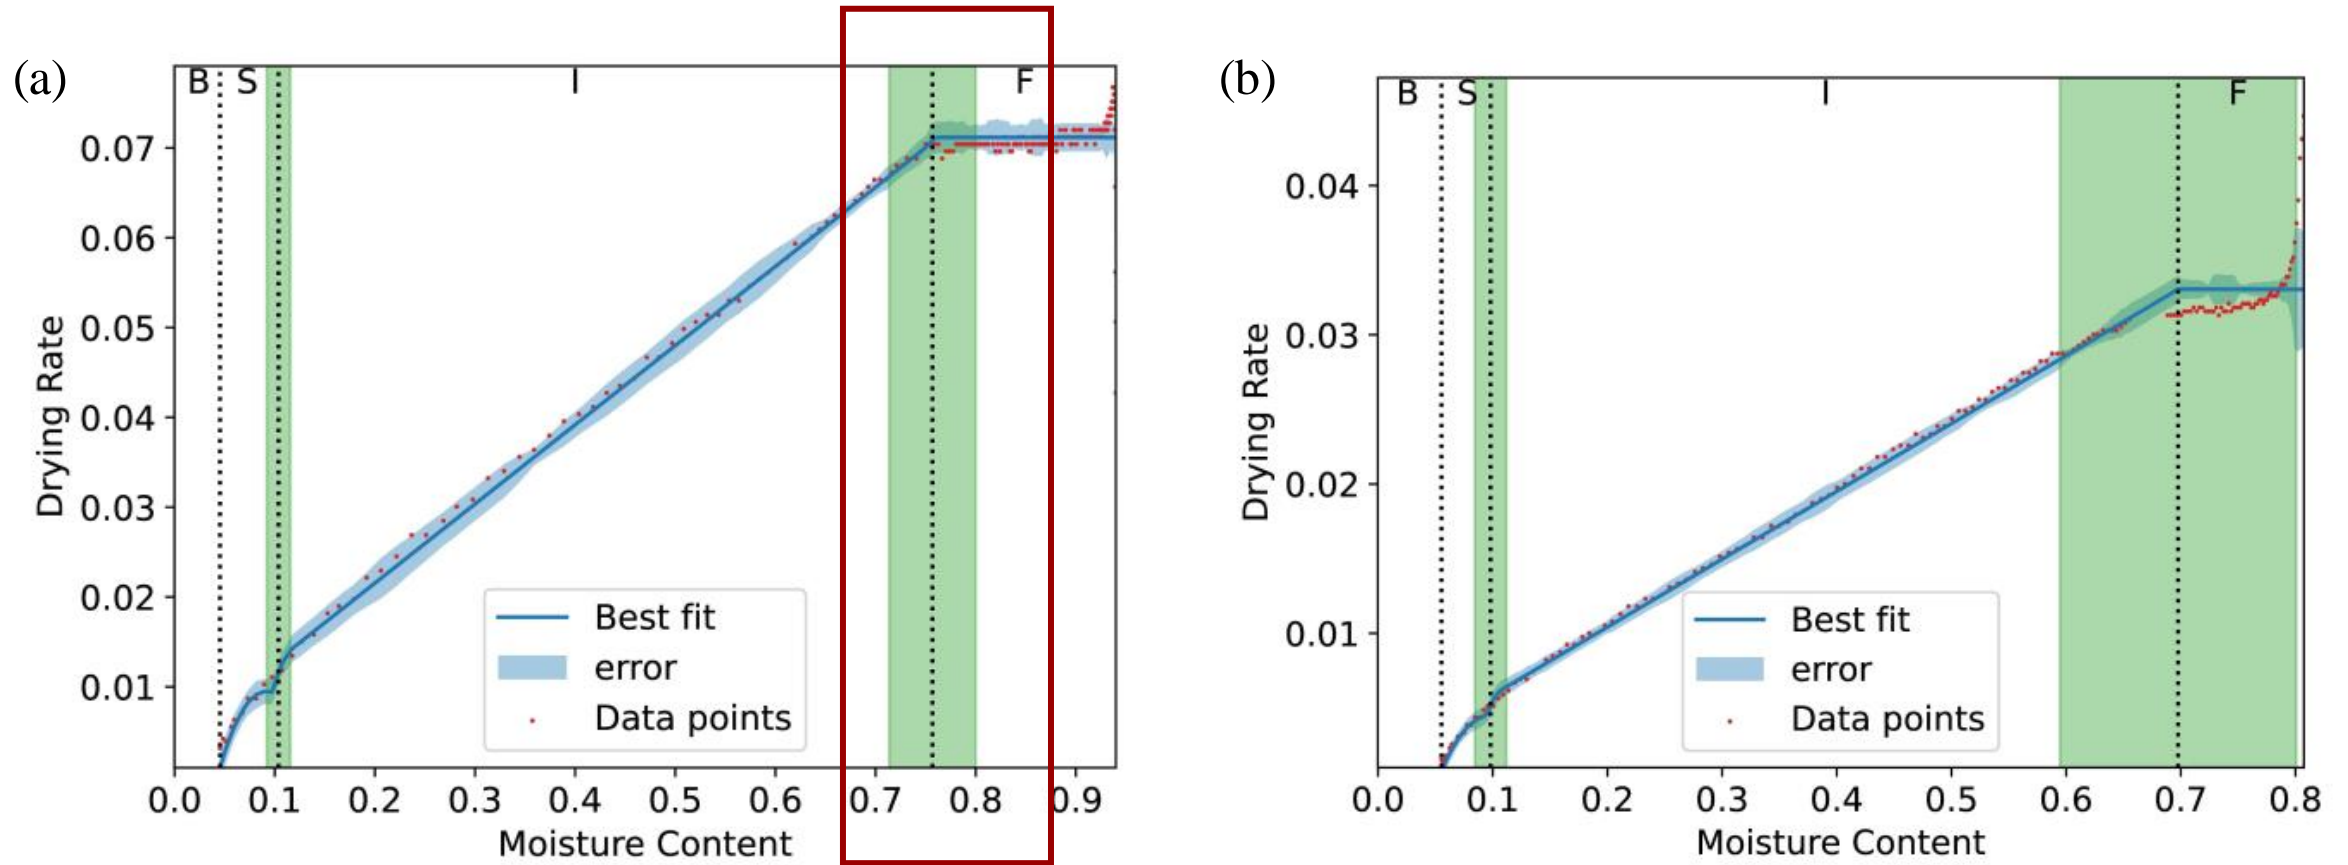 (a)
B S I F
0.07
0.06
0.05
0.04
0.03
0.02
0.01
Drying Rate
Best fit
error
Data points
0.0 0.1 0.2 0.3 0.4 0.5 0.6 0.7 0.8 0.9
Moisture Content
(b)
B S I F
0.04
0.03
0.02
0.01
Drying Rate
Best fit
error
Data points
0.0 0.1 0.2 0.3 0.4 0.5 0.6 0.7 0.8
Moisture Content